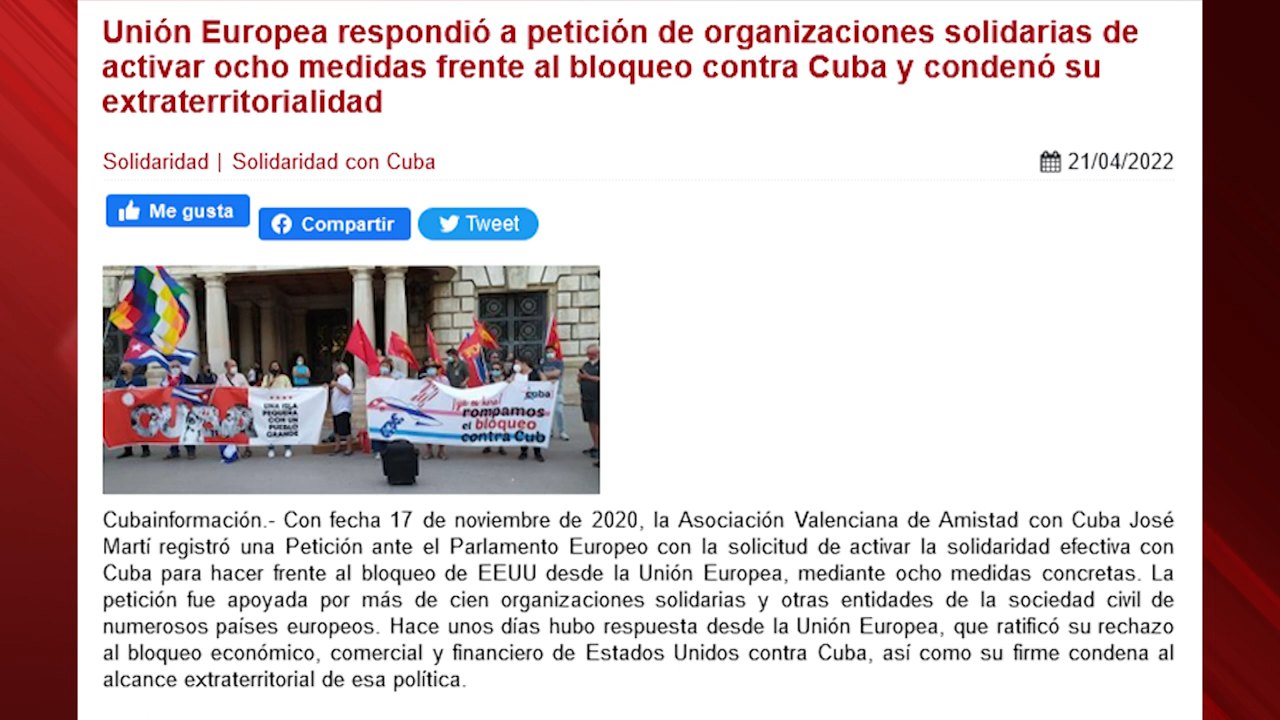 Unión Europea respondió a petición de organizaciones solidarias de
activar ocho medidas frente al bloqueo contra Cuba y condenó su
extraterritorialidad
Solidaridad | Solidaridad con Cuba
21/04/2022
Me gusta
Compartir
Tweet
CUBA
UNA ISLA
PEQUEÑA
CON UN
PUEBLO
GRANDE
cuba
rompamos
el bloqueo
contra Cub
Cubainformación.- Con fecha 17 de noviembre de 2020, la Asociación Valenciana de Amistad con Cuba José
Martí registró una Petición ante el Parlamento Europeo con la solicitud de activar la solidaridad efectiva con
Cuba para hacer frente al bloqueo de EEUU desde la Unión Europea, mediante ocho medidas concretas. La
petición fue apoyada por más de cien organizaciones solidarias y otras entidades de la sociedad civil de
numerosos países europeos. Hace unos días hubo respuesta desde la Unión Europea, que ratificó su rechazo
al bloqueo económico, comercial y financiero de Estados Unidos contra Cuba, así como su firme condena al
alcance extraterritorial de esa política.